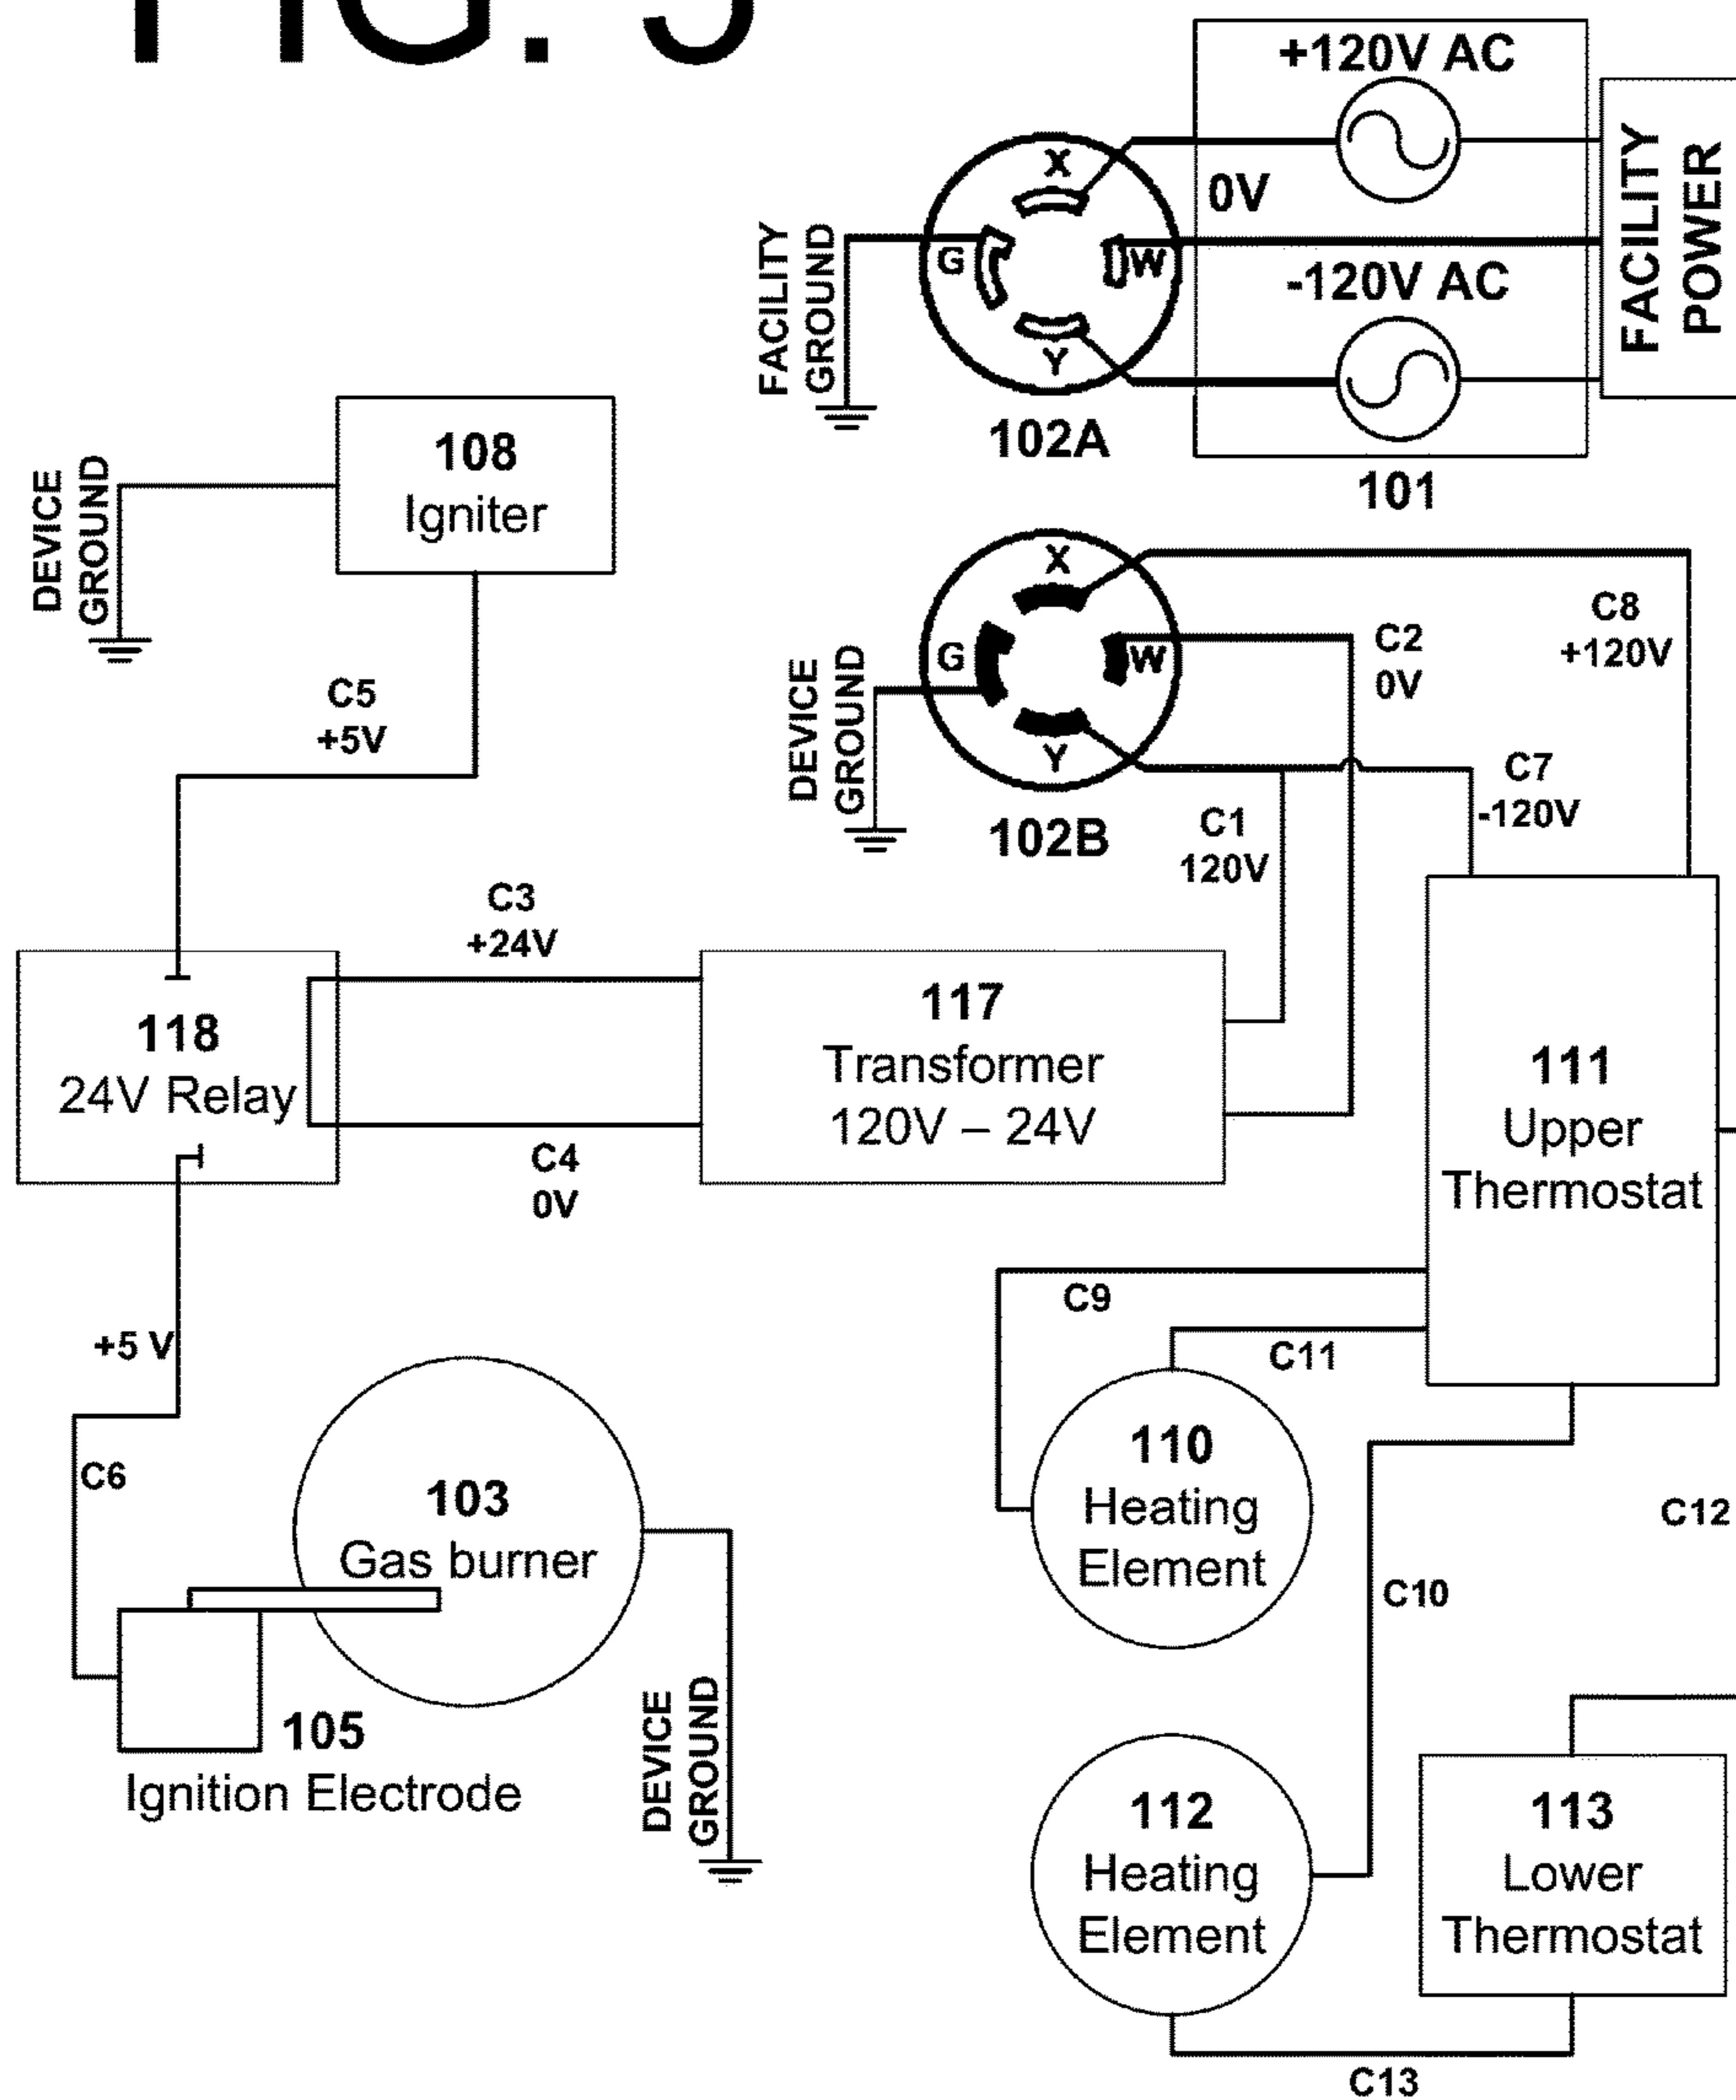 FIG. 5
+120V AC
X
0V
G
W
-120V AC
Y
FACILITY
GROUND
FACILITY
POWER
102A
101
108
Igniter
DEVICE
GROUND
X
C8
+120V
C2
0V
G
W
DEVICE
GROUND
C5
+5V
Y
C7
-120V
102B
C1
120V
C3
+24V
118
24V Relay
117
Transformer
120V – 24V
111
Upper
Thermostat
C4
0V
C9
+5 V
C11
C6
103
Gas burner
110
Heating
Element
C12
C10
105
Ignition Electrode
DEVICE
GROUND
112
Heating
Element
113
Lower
Thermostat
C13